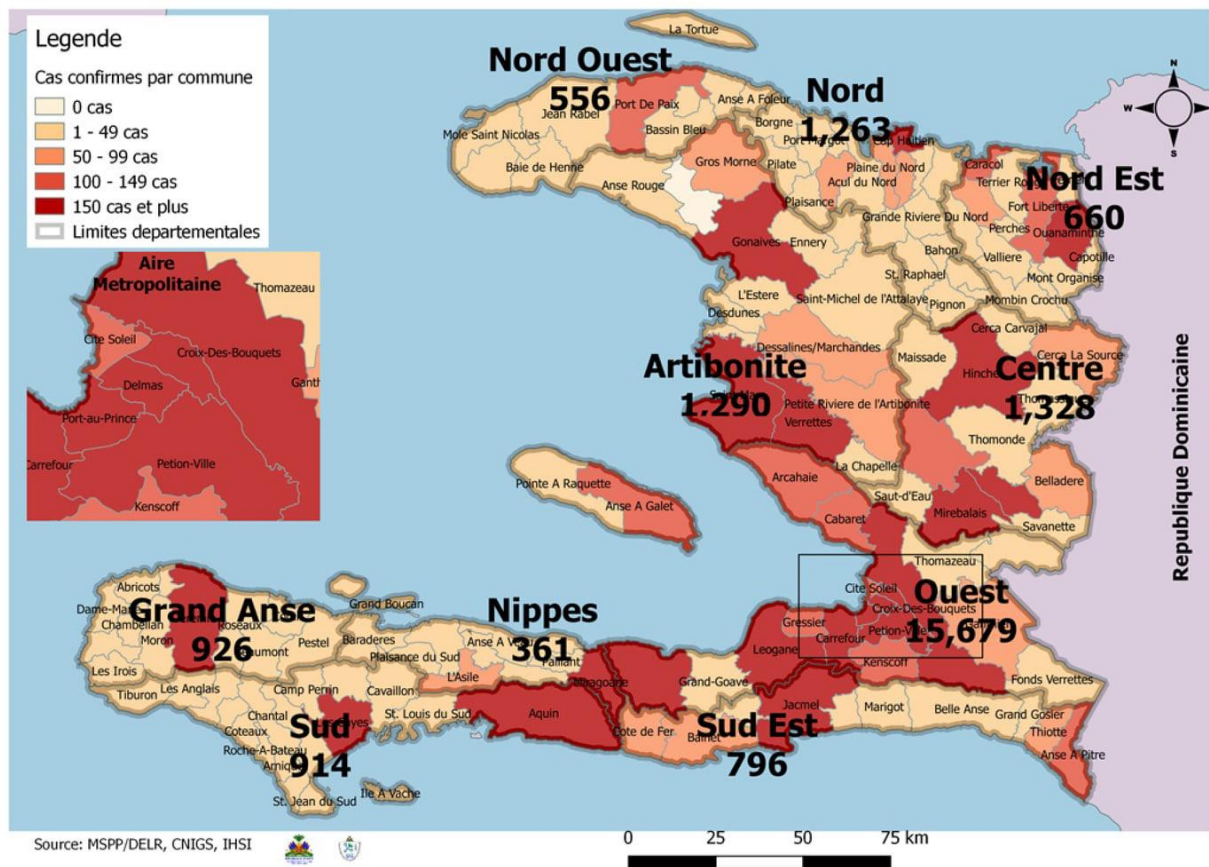 Legende
Cas confirmes par commune
0 cas
1 - 49 cas
50 - 99 cas
100 - 149 cas
150 cas et plus
Limites departementales
N
W
E
S
La Tortue
Nord Ouest
556
Jean Rabel
Port De Paix
Anse A Foleur
Mole Saint Nicolas
Bassin Bleu
Baie de Henne
Nord
1,263
Borgne
Port Margot
Cap Haitien
Pilate
Plaine du Nord
Acul du Nord
Plaisance
Grande Riviere Du Nord
Bahon
St. Raphael
Pignon
Caracol
Terrier Rouge
Nord Est
660
Fort Liberte
Ouanaminthe
Perches
Capotille
Valliere
Mont Organise
Mombin Crochu
Anse Rouge
Gros Morne
Gonaives
Ennery
L'Estere
Desdunes
Saint-Michel de l'Attalaye
Dessalines/Marchandes
Artibonite
1,290
Petite Riviere de l'Artibonite
Verrettes
La Chapelle
Cerca Carvajal
Maissade
Cerca La Source
Centre
1,328
Thomonde
Saut-d'Eau
Mirebalais
Belladere
Savanette
Republique Dominicaine
Aire
Metropolitaine
Thomazeau
Cite Soleil
Croix-Des-Bouquets
Ganth
Delmas
Port-au-Prince
Carrefour
Petion-Ville
Kenscoff
Pointe A Raquette
Anse A Galet
Arcahaie
Cabaret
Thomazeau
Cite Soleil
Ouest
15,679
Croix-Des-Bouquets
Gressier
Carrefour
Petion-Ville
Leogane
Kenscoff
Grand-Goave
Fonds Verrettes
Abricots
Dame-Marie
Grand Anse
926
Chambellan
Roseaux
Moron
Pestel
Les Irois
Grand Boucan
Baraderes
Nippes
361
Anse A Veau
Plaisance du Sud
Paillant
L'Asile
Miragoane
Tiburon
Les Anglais
Camp Perrin
Cavaillon
St. Louis du Sud
Aquin
Chantal
Sud
914
Coteaux
Roche-A-Bateau
St. Jean du Sud
Ile A Vache
Cote de Fer
Bainet
Sud Est
796
Jacmel
Marigot
Belle Anse
Grand Gosier
Thiotte
Anse A Pitre
Source: MSPP/DELR, CNIGS, IHSI
0 25 50 75 km